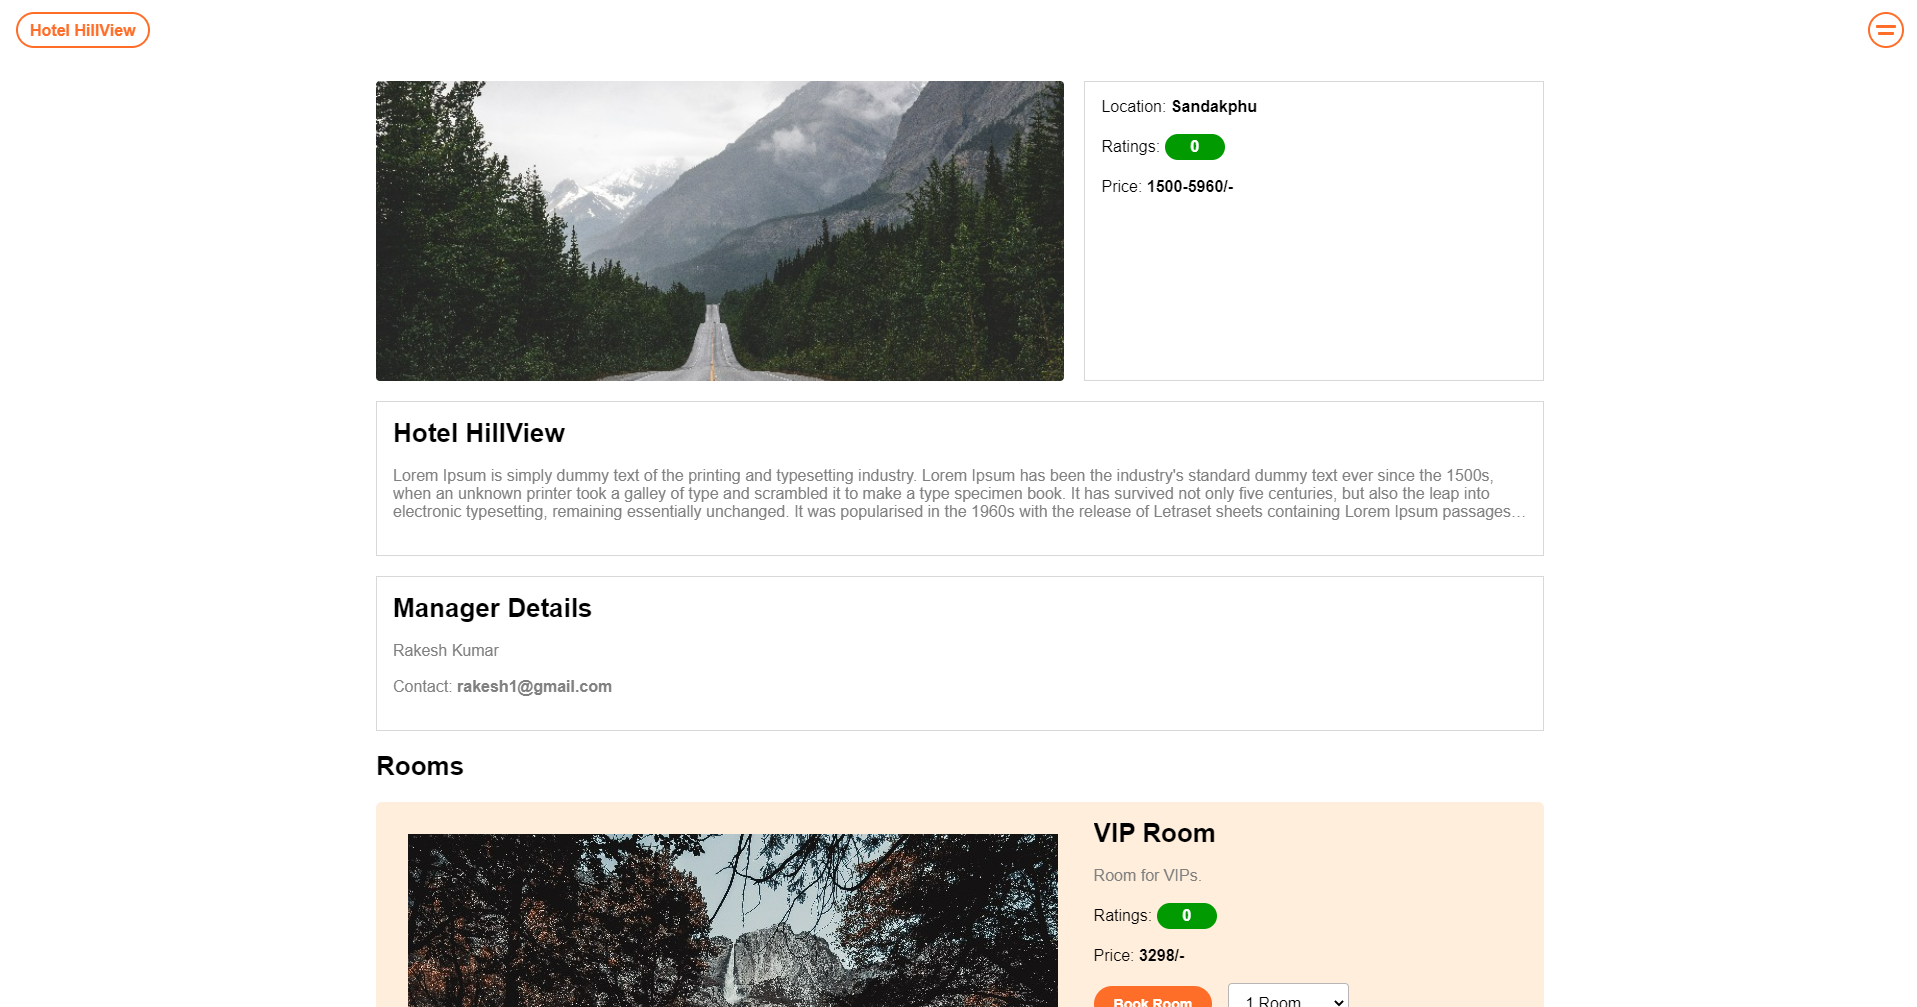 Hotel HillView
Location: Sandakphu
Ratings: 0
Price: 1500-5960/-
Hotel HillView
Lorem Ipsum is simply dummy text of the printing and typesetting industry. Lorem Ipsum has been the industry's standard dummy text ever since the 1500s,
when an unknown printer took a galley of type and scrambled it to make a type specimen book. It has survived not only five centuries, but also the leap into
electronic typesetting, remaining essentially unchanged. It was popularised in the 1960s with the release of Letraset sheets containing Lorem Ipsum passages…
Manager Details
Rakesh Kumar
Contact: rakesh1@gmail.com
Rooms
VIP Room
Room for VIPs.
Ratings: 0
Price: 3298/-
Book Room 1 Room